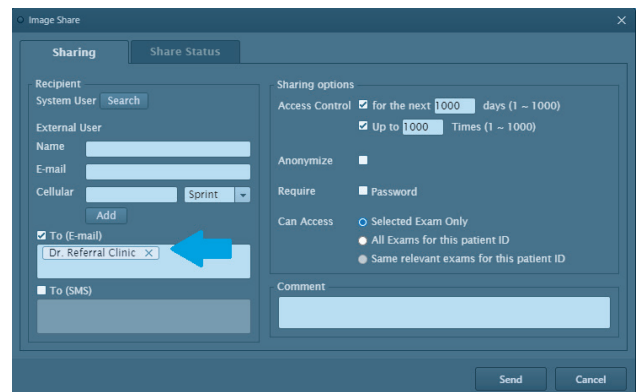 Image Share
Sharing
Share Status
Recipient
System User Search
External User
Name
E-mail
Cellular Sprint
Add
To (E-mail)
Dr. Referral Clinic ×
To (SMS)
Sharing options
Access Control for the next 1000 days (1 ~ 1000)
Up to 1000 Times (1 ~ 1000)
Anonymize
Require Password
Can Access Selected Exam Only
All Exams for this patient ID
Same relevant exams for this patient ID
Comment
Send Cancel